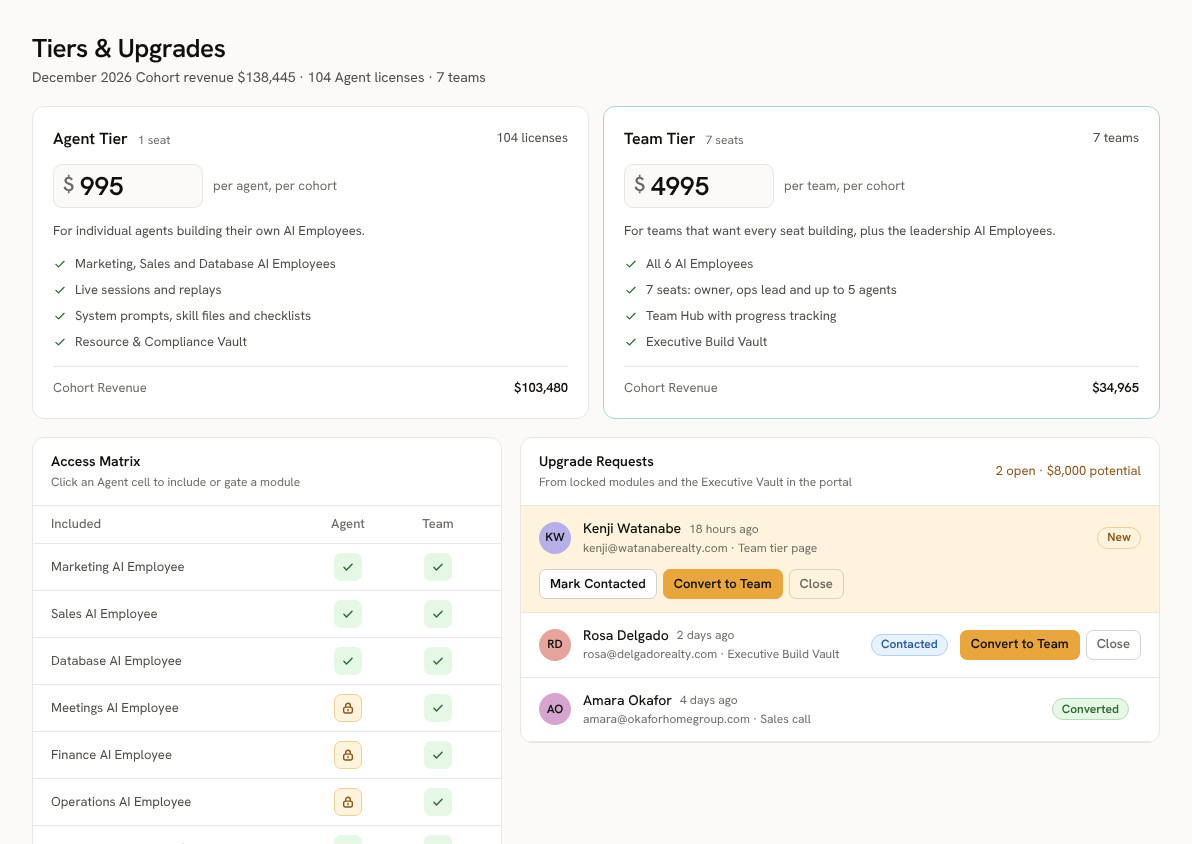 Tiers & Upgrades
December 2026 Cohort revenue $138,445 · 104 Agent licenses · 7 teams
Agent Tier 1 seat 104 licenses
$ 995 per agent, per cohort
For individual agents building their own AI Employees.
Marketing, Sales and Database AI Employees
Live sessions and replays
System prompts, skill files and checklists
Resource & Compliance Vault
Cohort Revenue $103,480
Team Tier 7 seats 7 teams
$ 4995 per team, per cohort
For teams that want every seat building, plus the leadership AI Employees.
All 6 AI Employees
7 seats: owner, ops lead and up to 5 agents
Team Hub with progress tracking
Executive Build Vault
Cohort Revenue $34,965
Access Matrix
Click an Agent cell to include or gate a module
Included Agent Team
Marketing AI Employee
Sales AI Employee
Database AI Employee
Meetings AI Employee
Finance AI Employee
Operations AI Employee
Upgrade Requests
From locked modules and the Executive Vault in the portal
2 open · $8,000 potential
KW Kenji Watanabe 18 hours ago
kenji@watanaberealty.com · Team tier page
New
Mark Contacted Convert to Team Close
RD Rosa Delgado 2 days ago
rosa@delgadorealty.com · Executive Build Vault
Contacted Convert to Team Close
AO Amara Okafor 4 days ago
amara@okaforhomegroup.com · Sales call
Converted